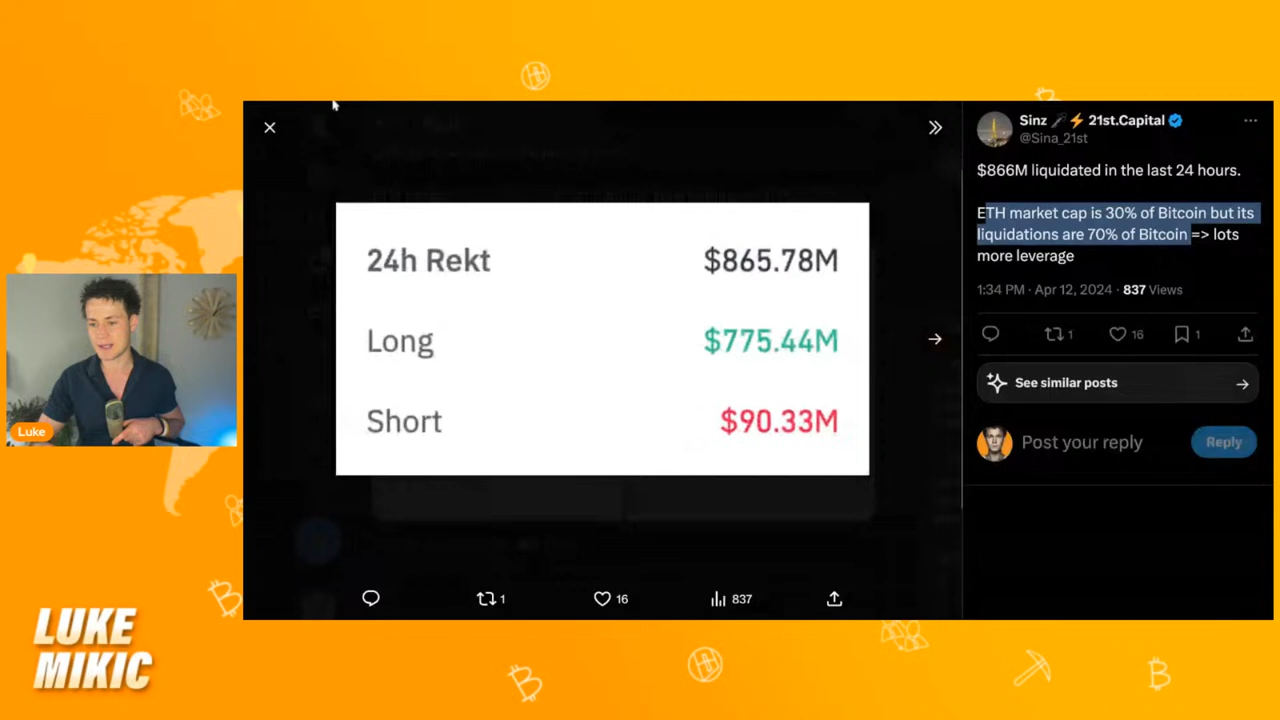 Sinz 21st.Capital
@Sina_21st
$866M liquidated in the last 24 hours.
ETH market cap is 30% of Bitcoin but its
liquidations are 70% of Bitcoin => lots
more leverage
1:34 PM · Apr 12, 2024 · 837 Views
1
16
1
See similar posts
Post your reply
Reply
24h Rekt $865.78M
Long $775.44M
Short $90.33M
1
16
837
Luke
LUKE
MIKIC